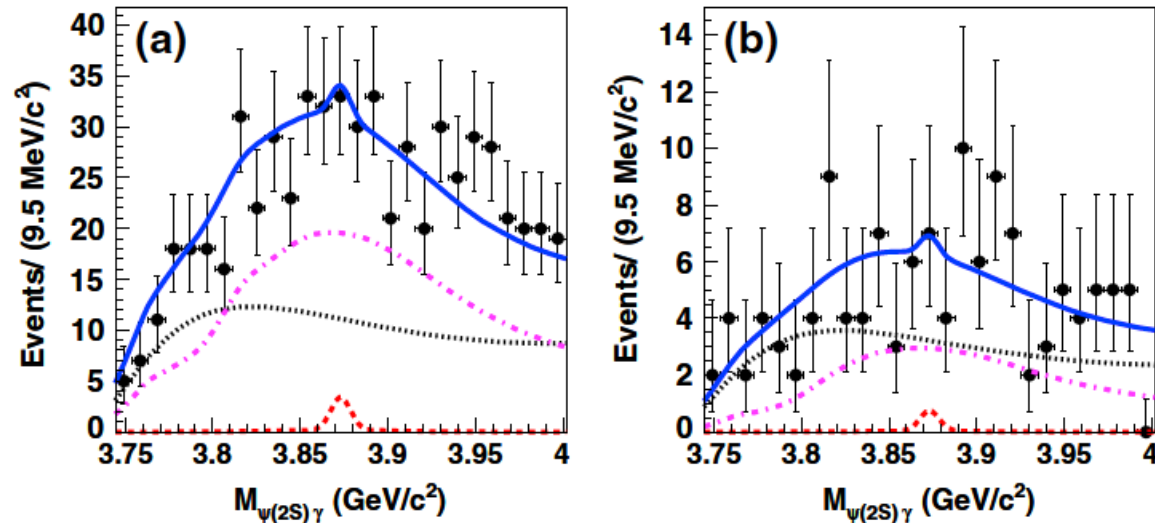 (a)
Events/ (9.5 MeV/c²)
40
35
30
25
20
15
10
5
0
3.75 3.8 3.85 3.9 3.95 4
M_ψ(2S)γ (GeV/c²)
(b)
Events/ (9.5 MeV/c²)
14
12
10
8
6
4
2
0
3.75 3.8 3.85 3.9 3.95 4
M_ψ(2S)γ (GeV/c²)